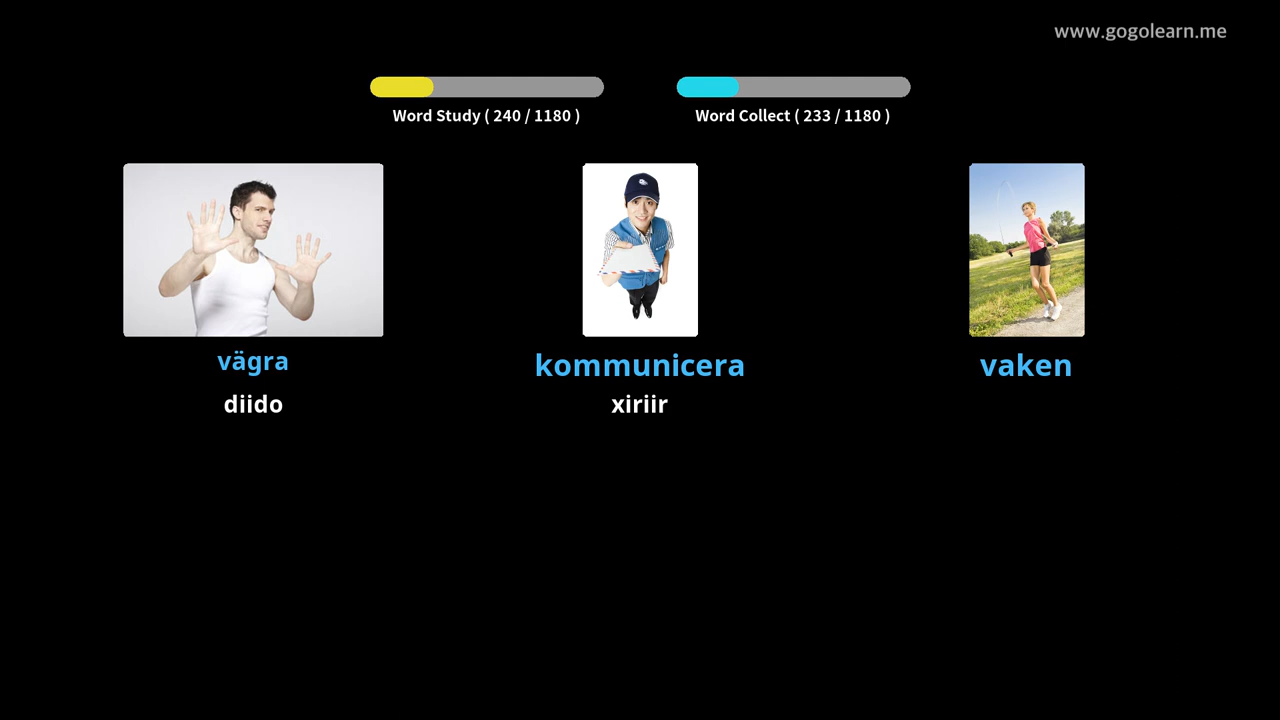 www.gogolearn.me
Word Study ( 240 / 1180 )
Word Collect ( 233 / 1180 )
vägra
kommunicera
vaken
diido
xiriir